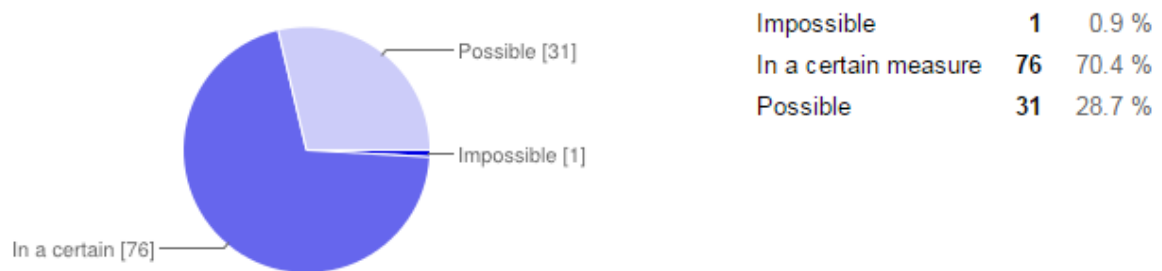 Possible [31]
Impossible [1]
In a certain [76]
Impossible 1 0.9 %
In a certain measure 76 70.4 %
Possible 31 28.7 %